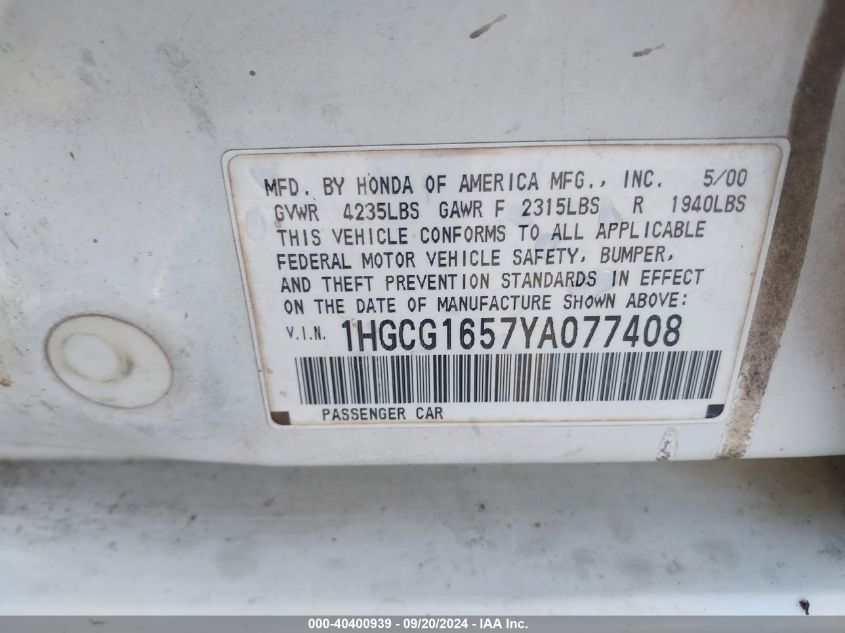 MFD. BY HONDA OF AMERICA MFG., INC. 5/00
GVWR 4235LBS GAWR F 2315LBS R 1940LBS
THIS VEHICLE CONFORMS TO ALL APPLICABLE
FEDERAL MOTOR VEHICLE SAFETY, BUMPER,
AND THEFT PREVENTION STANDARDS IN EFFECT
ON THE DATE OF MANUFACTURE SHOWN ABOVE:
V.I.N. 1HGCG1657YA077408
PASSENGER CAR
000-40400939 - 09/20/2024 - IAA Inc.